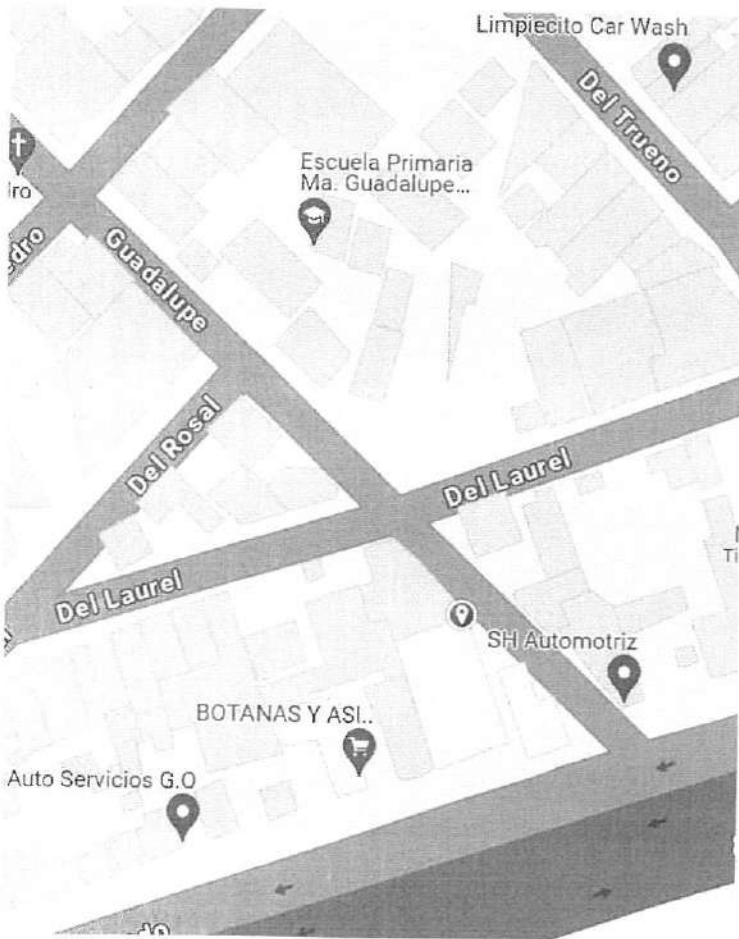 Limpiecito Car Wash
Del Trueno
Escuela Primaria
Ma. Guadalupe...
Guadalupe
Del Rosal
Del Laurel
Del Laurel
SH Automotriz
BOTANAS Y ASI..
Auto Servicios G.O